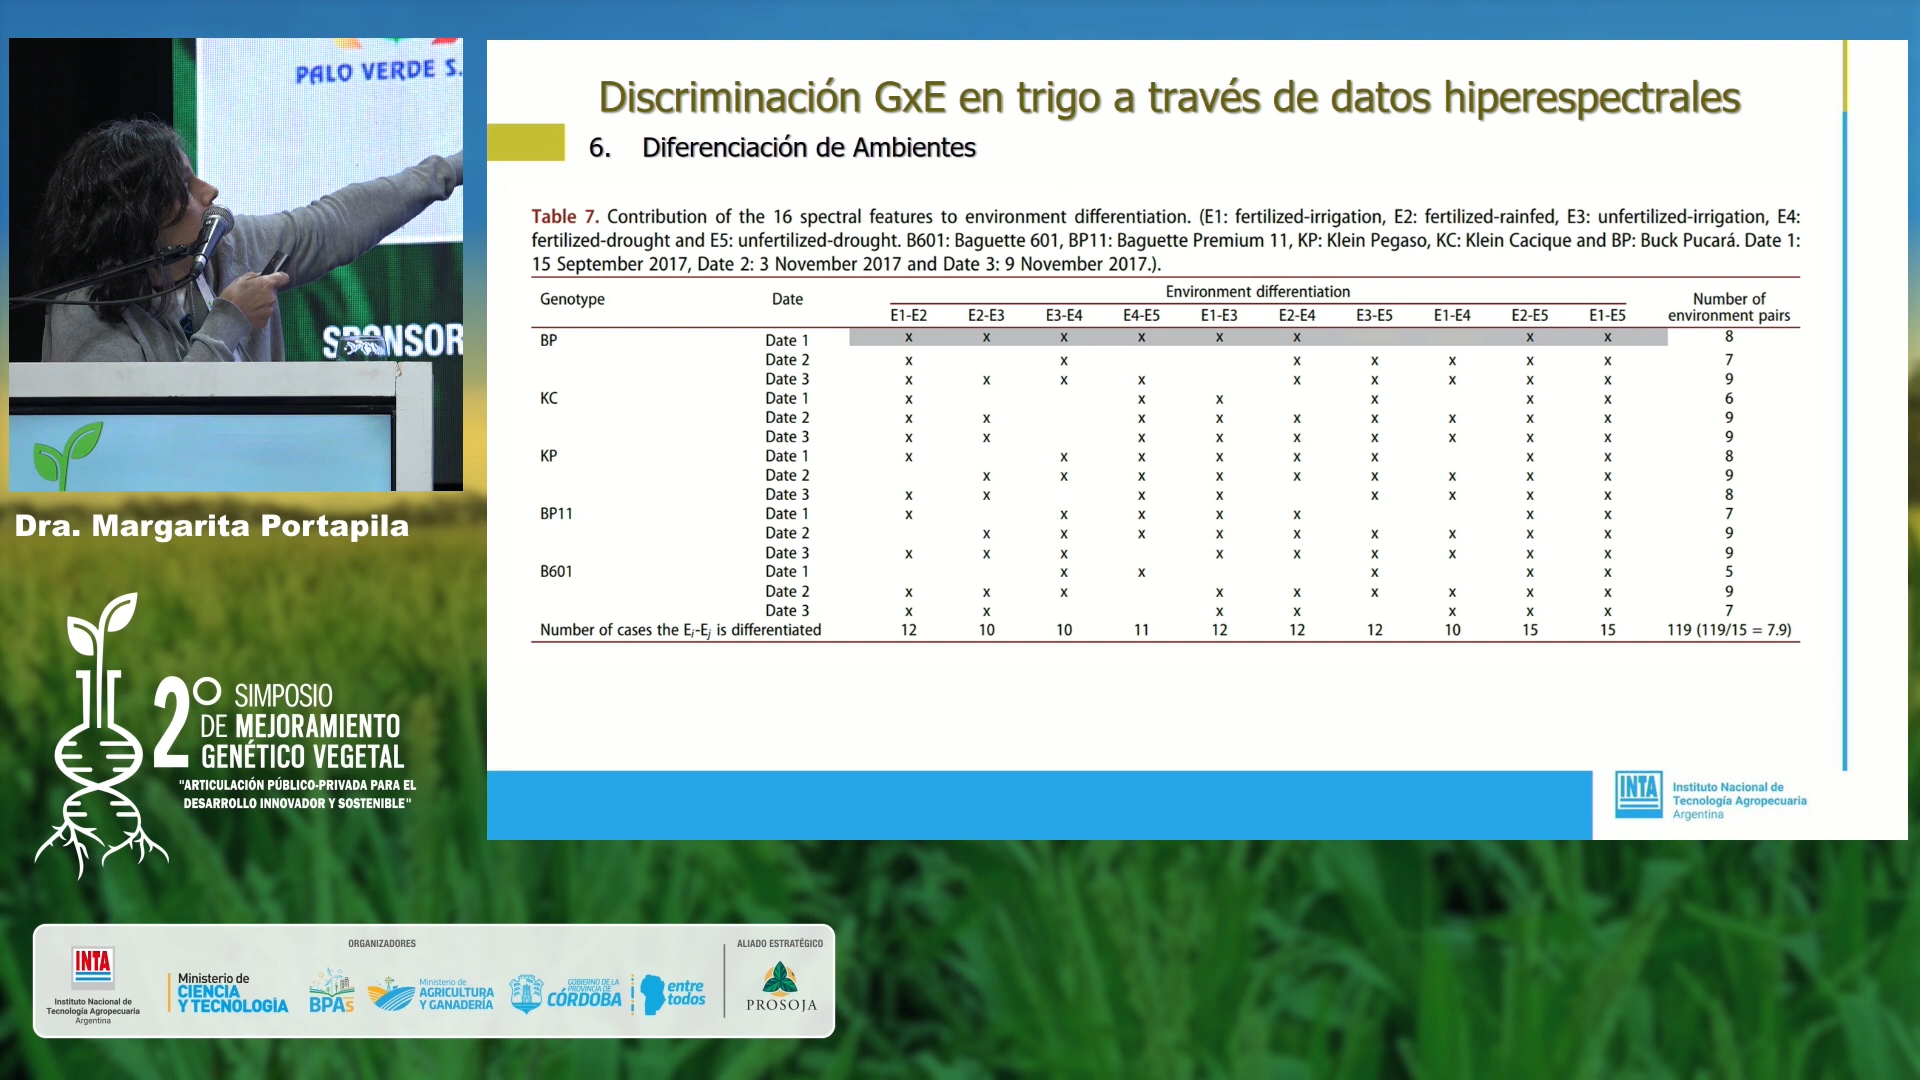 PALO VERDE S.
SPONSOR
Dra. Margarita Portapila
2° SIMPOSIO
DE MEJORAMIENTO
GENÉTICO VEGETAL
"ARTICULACIÓN PÚBLICO-PRIVADA PARA EL
DESARROLLO INNOVADOR Y SOSTENIBLE"
Discriminación GxE en trigo a través de datos hiperespectrales
6. Diferenciación de Ambientes
Table 7. Contribution of the 16 spectral features to environment differentiation. (E1: fertilized-irrigation, E2: fertilized-rainfed, E3: unfertilized-irrigation, E4:
fertilized-drought and E5: unfertilized-drought. B601: Baguette 601, BP11: Baguette Premium 11, KP: Klein Pegaso, KC: Klein Cacique and BP: Buck Pucará. Date 1:
15 September 2017, Date 2: 3 November 2017 and Date 3: 9 November 2017.).
Genotype Date Environment differentiation Number of
E1-E2 E2-E3 E3-E4 E4-E5 E1-E3 E2-E4 E3-E5 E1-E4 E2-E5 E1-E5 environment pairs
BP Date 1 x x x x x x x x 8
Date 2 x x x x x x x 7
Date 3 x x x x x x x x x 9
KC Date 1 x x x x x x 6
Date 2 x x x x x x x x x 9
Date 3 x x x x x x x x x 9
KP Date 1 x x x x x x x x 8
Date 2 x x x x x x x x x 9
Date 3 x x x x x x x x 8
BP11 Date 1 x x x x x x x 7
Date 2 x x x x x x x x x 9
Date 3 x x x x x x x x x 9
B601 Date 1 x x x x x 5
Date 2 x x x x x x x x x 9
Date 3 x x x x x x x 7
Number of cases the Ei-Ej is differentiated 12 10 10 11 12 12 12 10 15 15 119 (119/15 = 7.9)
INTA
Instituto Nacional de
Tecnología Agropecuaria
Argentina
ORGANIZADORES
ALIADO ESTRATÉGICO
INTA
Instituto Nacional de
Tecnología Agropecuaria
Argentina
Ministerio de
CIENCIA
Y TECNOLOGÍA
BPAs
Ministerio de
AGRICULTURA
Y GANADERÍA
GOBIERNO DE LA
PROVINCIA DE
CÓRDOBA
entre
todos
PROSOJA